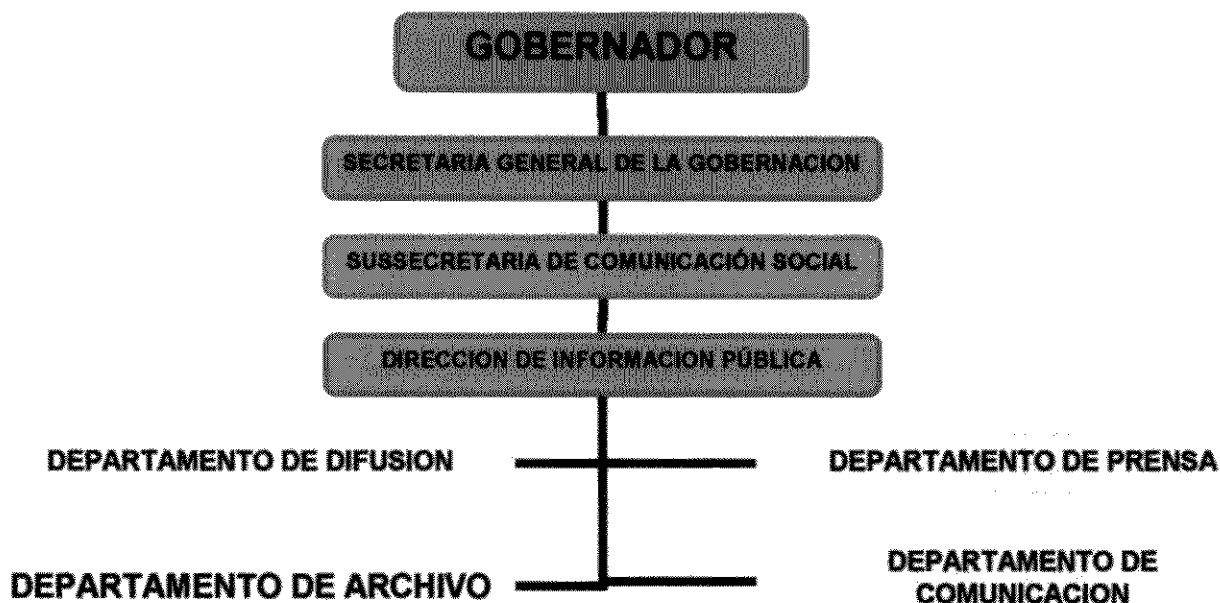 GOBERNADOR
SECRETARIA GENERAL DE LA GOBERNACION
SUSSECRETARIA DE COMUNICACIÓN SOCIAL
DIRECCION DE INFORMACION PÚBLICA
DEPARTAMENTO DE DIFUSION
DEPARTAMENTO DE PRENSA
DEPARTAMENTO DE ARCHIVO
DEPARTAMENTO DE
COMUNICACION